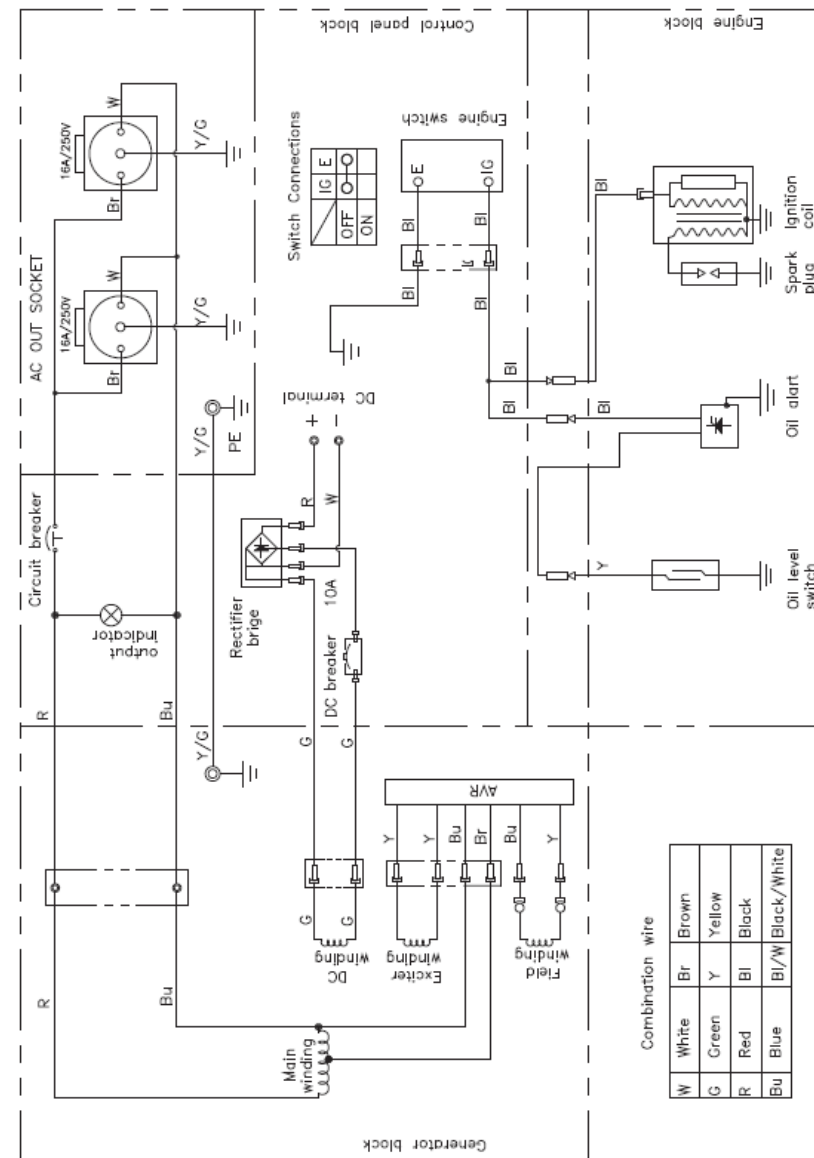 Control panel block
Engine block
AC OUT SOCKET
16A/250V
W
Br
Y/G
16A/250V
W
Br
Y/G
Y/G
PE
Switch Connections
IG
E
OFF
ON
Engine switch
E
IG
Bl
Bl
Bl
Bl
Bl
Bl
Bl
Bl
Ignition
coil
Spark
plug
Oil alart
Oil level
switch
Y
DC terminal
+
−
R
W
Rectifier
brige
10A
DC breaker
Circuit breaker
output
indicator
R
Bu
Y/G
G
G
AVR
Y
Y
Bu
Br
Bu
Y
G
G
DC
winding
Exciter
winding
Field
winding
R
Bu
Main
winding
Generator block
Combination wire
W White Br Brown
G Green Y Yellow
R Red Bl Black
Bu Blue Bl/W Black/White